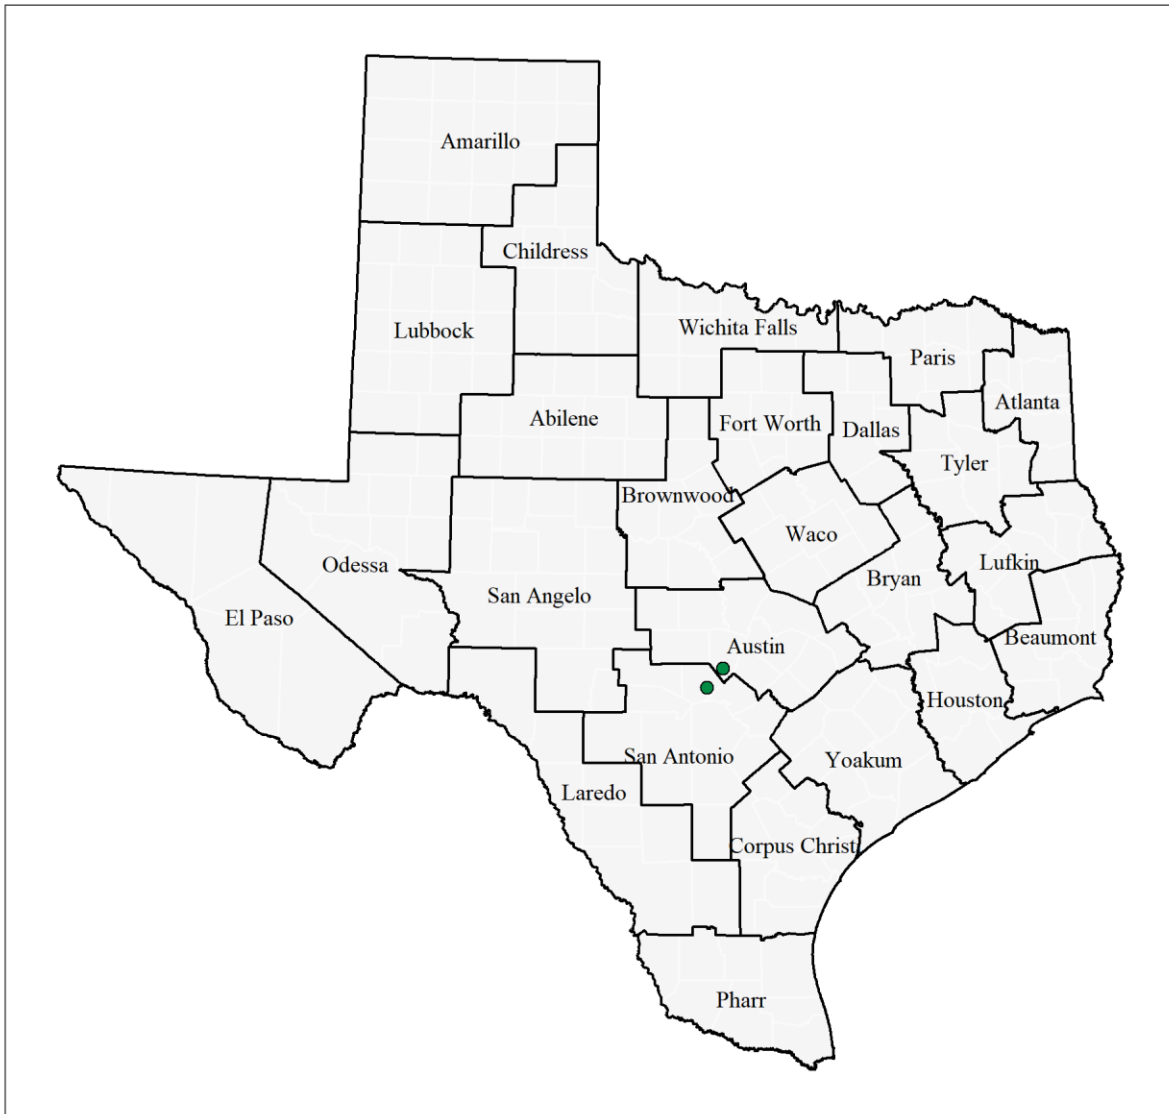 Amarillo
Childress
Lubbock
Wichita Falls
Paris
Atlanta
Abilene
Fort Worth
Dallas
Tyler
Brownwood
Waco
Odessa
Lufkin
Bryan
San Angelo
El Paso
Beaumont
Austin
Houston
San Antonio
Yoakum
Laredo
Corpus Christ
Pharr